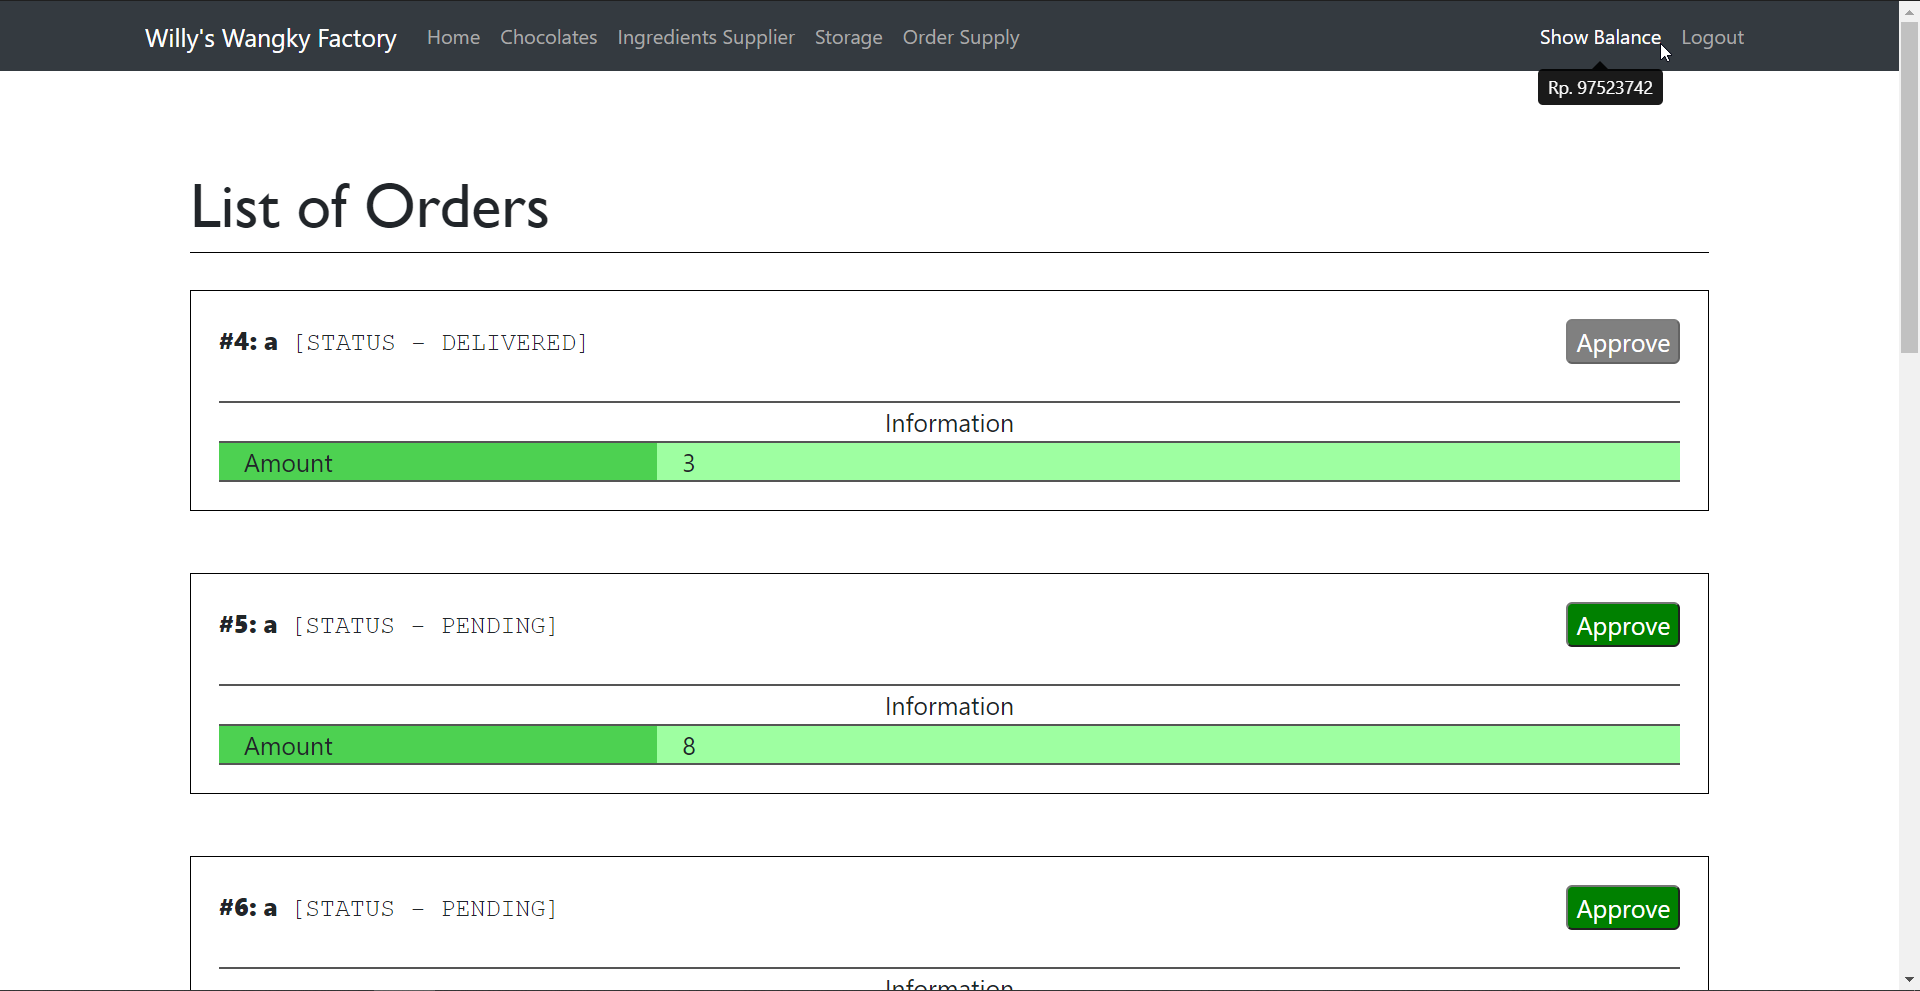 Willy's Wangky Factory Home Chocolates Ingredients Supplier Storage Order Supply Show Balance Logout
Rp. 97523742
List of Orders
#4: a [STATUS - DELIVERED] Approve
Information
Amount 3
#5: a [STATUS - PENDING] Approve
Information
Amount 8
#6: a [STATUS - PENDING] Approve
Information